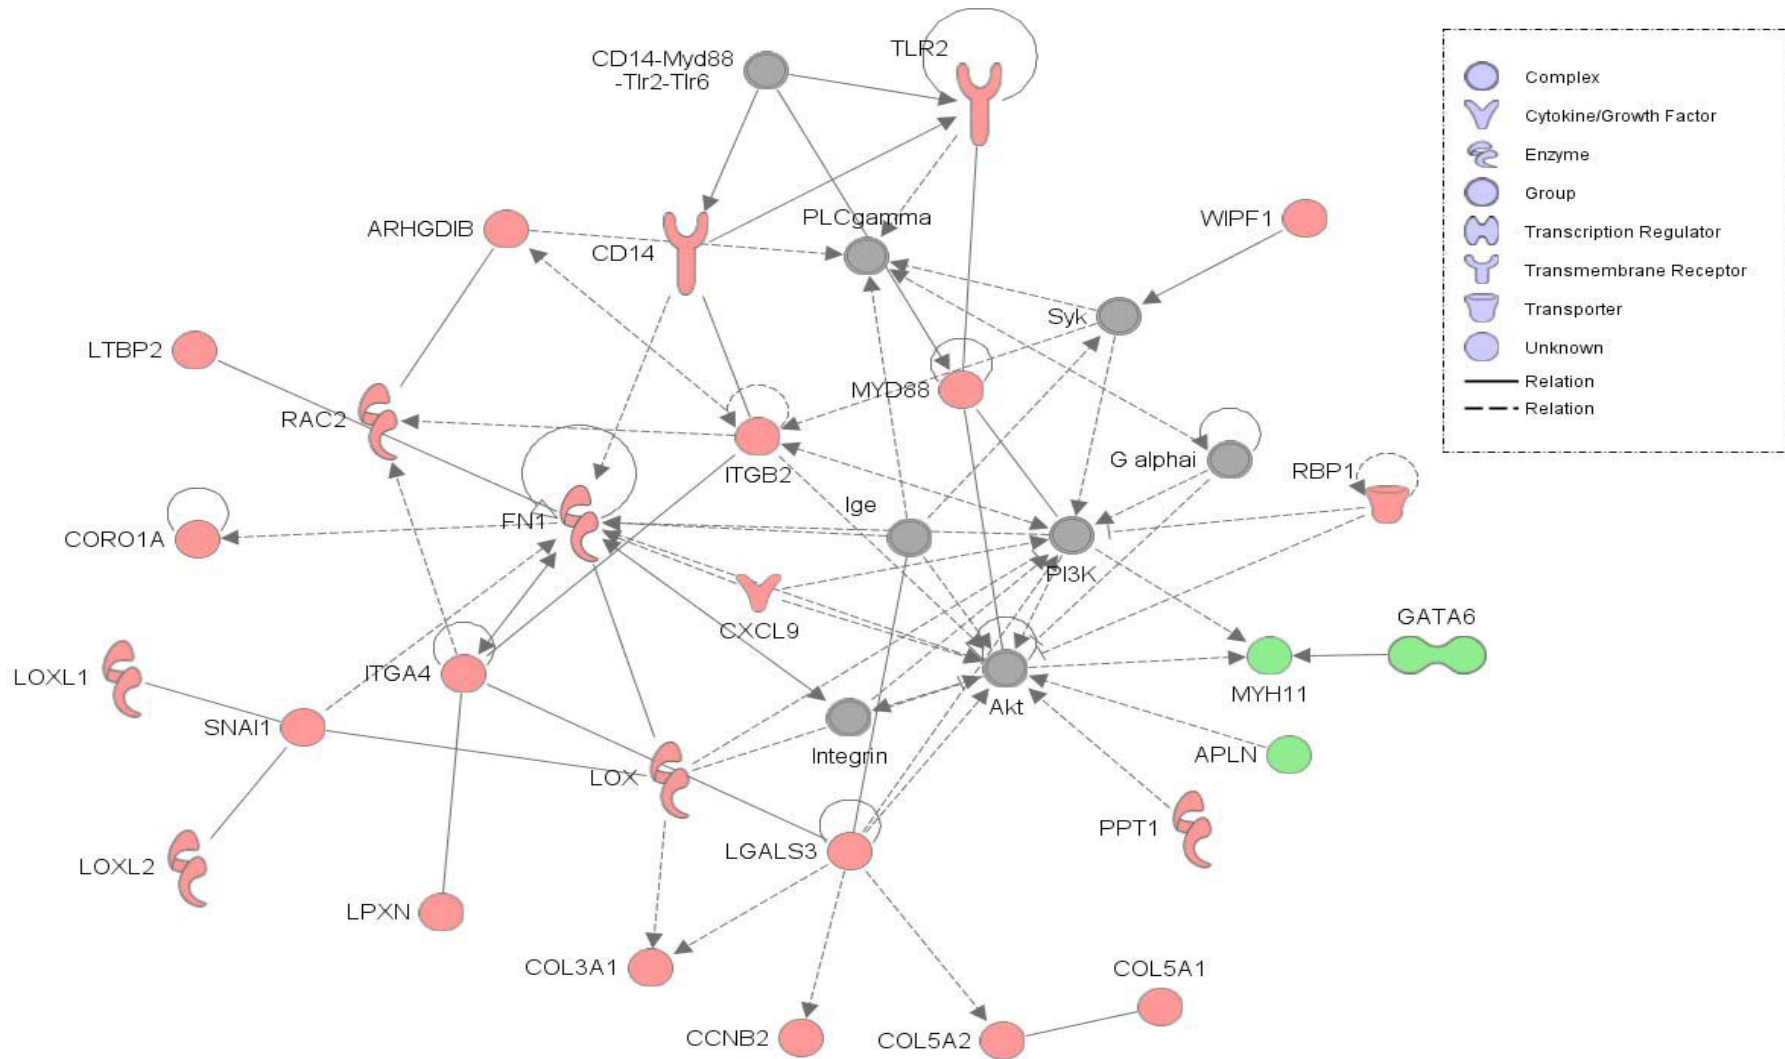 CD14-Myd88
-Tlr2-Tlr6
TLR2
ARHGDIB
CD14
PLCgamma
WIPF1
Syk
LTBP2
RAC2
MYD88
ITGB2
G alphai
RBP1
Ige
FN1
CORO1A
PI3K
CXCL9
GATA6
LOXL1
ITGA4
MYH11
SNAI1
Akt
Integrin
APLN
LOX
PPT1
LOXL2
LGALS3
LPXN
COL3A1
COL5A1
CCNB2
COL5A2
Complex
Cytokine/Growth Factor
Enzyme
Group
Transcription Regulator
Transmembrane Receptor
Transporter
Unknown
Relation
Relation